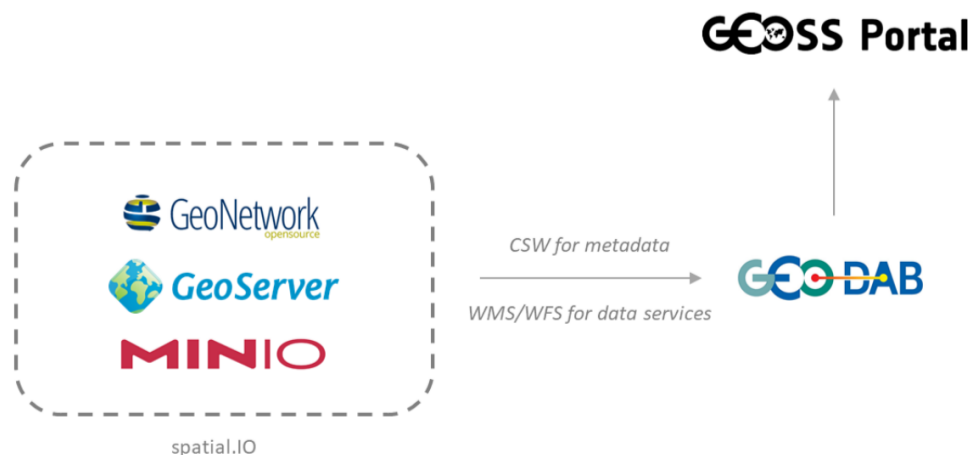 GEOSS Portal
GeoNetwork
opensource
GeoServer
MINIO
spatial.IO
CSW for metadata
WMS/WFS for data services
GEO DAB